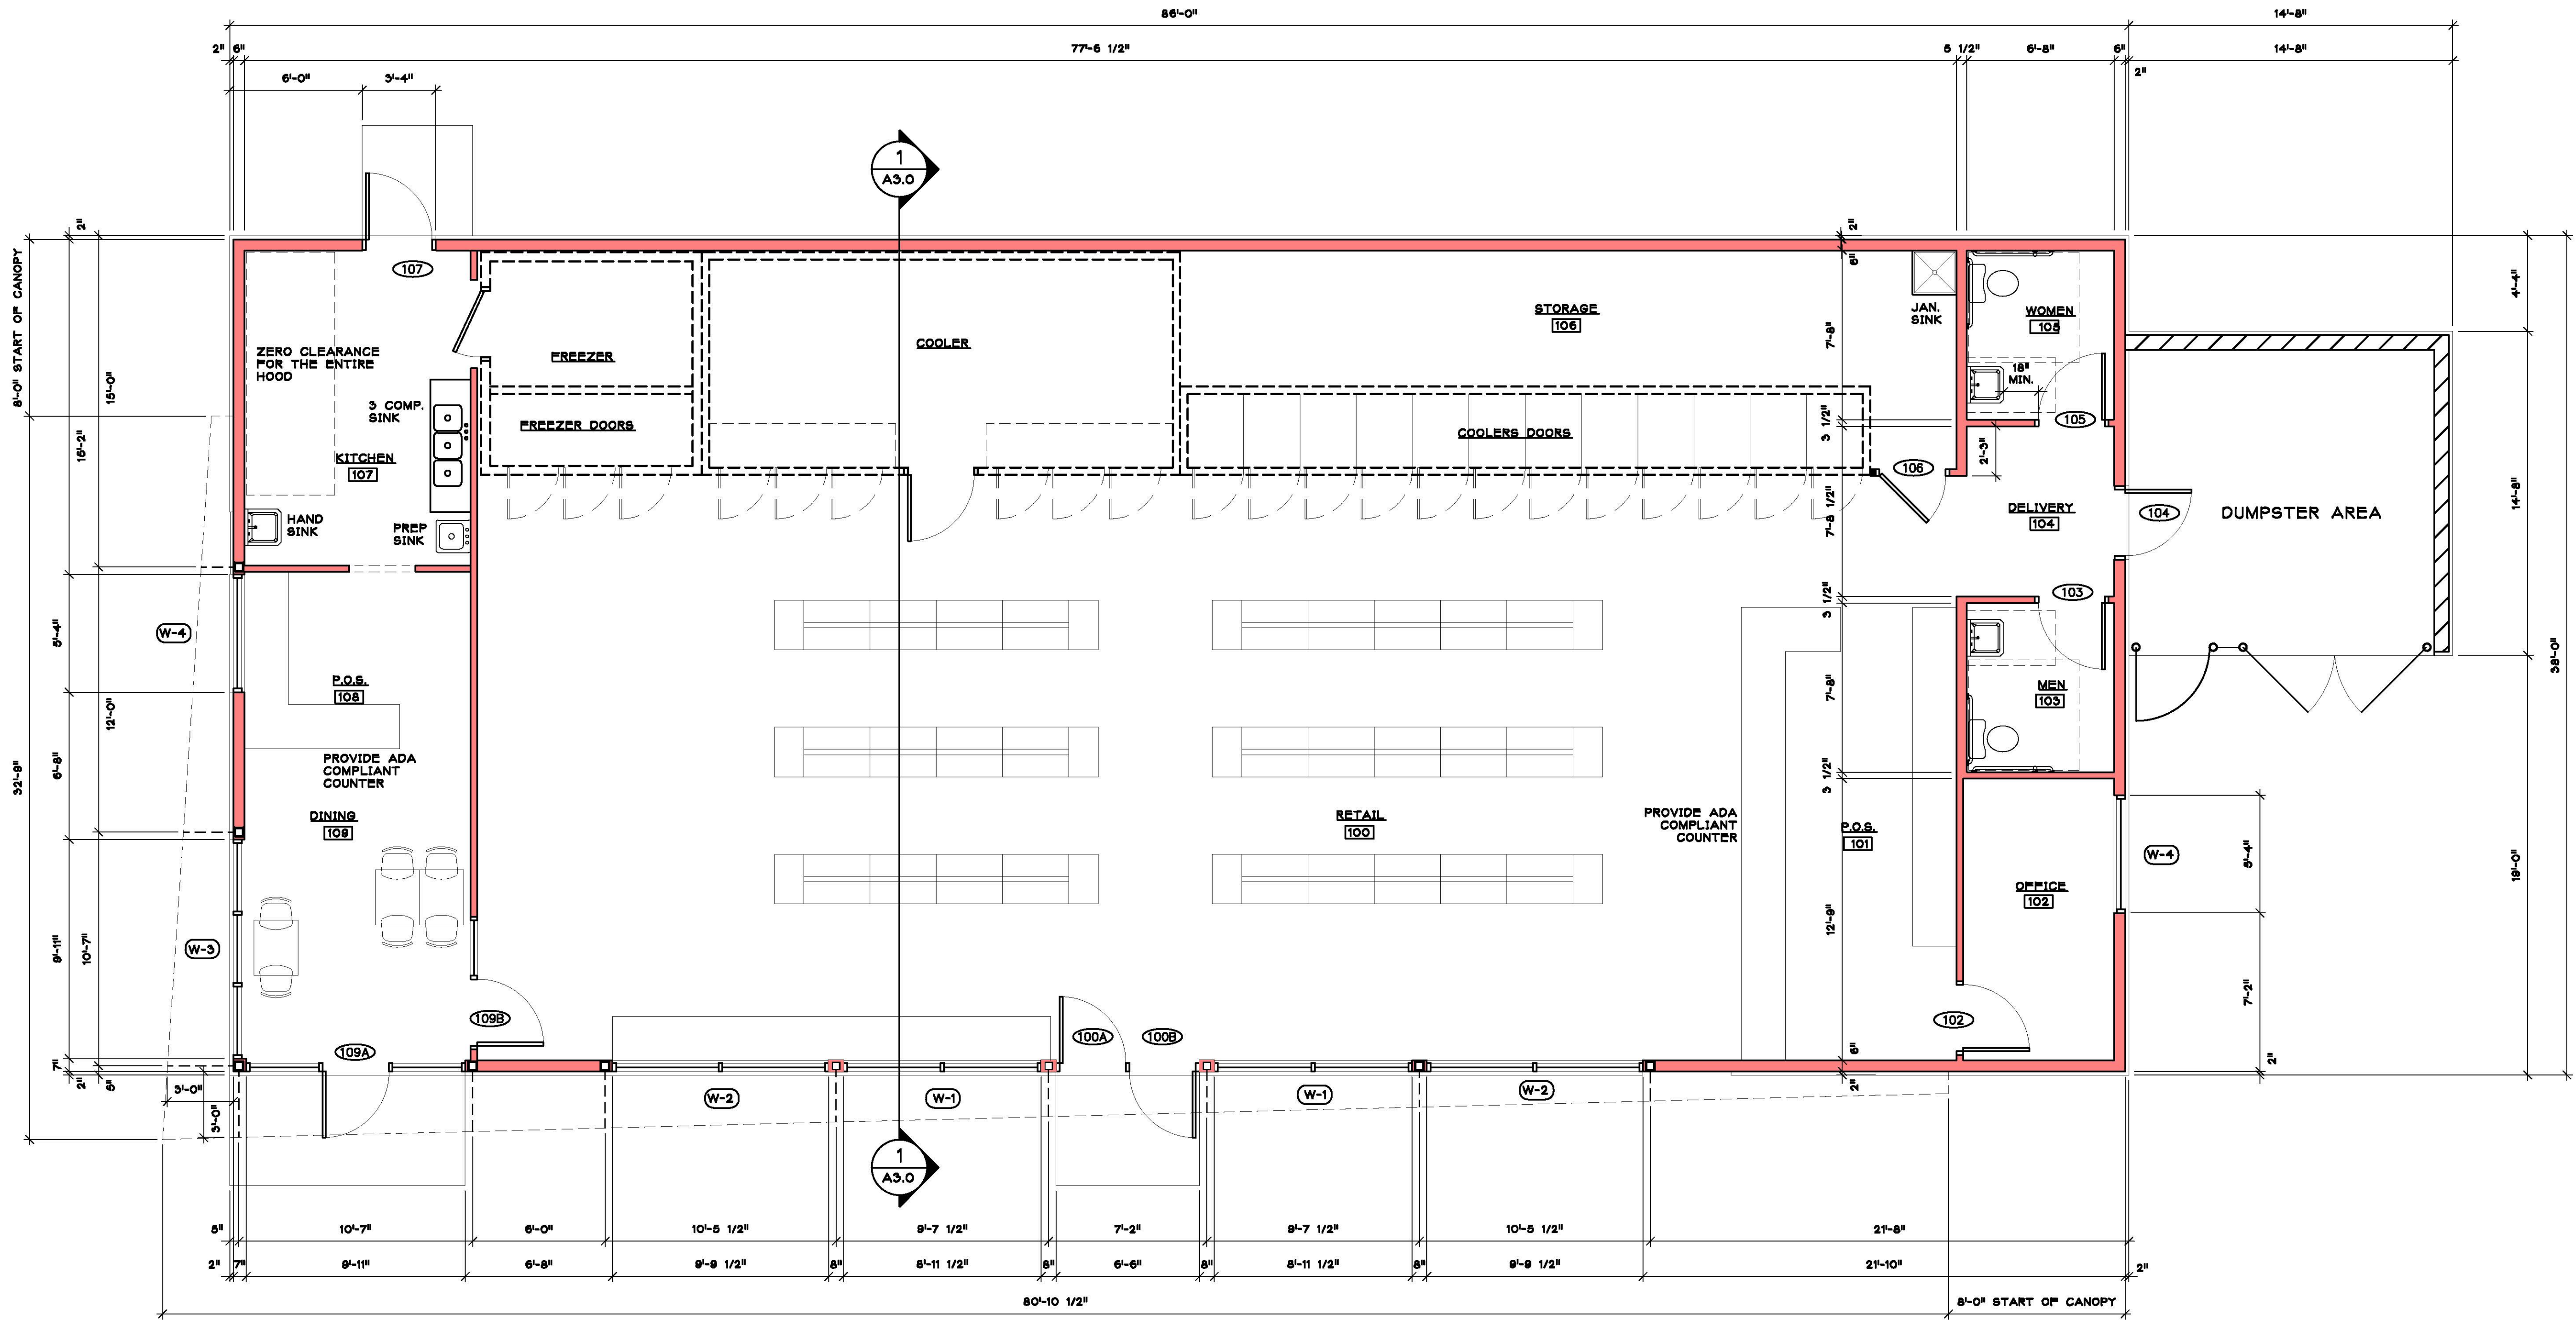 86'-0"
14'-8"
2"
6"
77'-6 1/2"
5 1/2"
6'-8"
6"
14'-8"
2"
6'-0"
3'-4"
1
A3.0
2"
8'-0" START OF CANOPY
15'-0"
15'-2"
107
2"
6"
ZERO CLEARANCE
FOR THE ENTIRE
HOOD
FREEZER
COOLER
STORAGE
106
JAN.
SINK
WOMEN
105
4'-4"
7'-8"
18"
MIN.
3 COMP.
SINK
FREEZER DOORS
COOLERS DOORS
3 1/2"
105
2'-3"
KITCHEN
107
106
HAND
SINK
PREP
SINK
7'-8 1/2"
DELIVERY
104
104
DUMPSTER AREA
14'-8"
38'-0"
3 1/2"
103
5'-4"
W-4
P.O.S.
108
7'-8"
MEN
103
12'-0"
6'-8"
32'-9"
PROVIDE ADA
COMPLIANT
COUNTER
3 1/2"
DINING
109
RETAIL
100
PROVIDE ADA
COMPLIANT
COUNTER
P.O.S.
101
W-4
5'-4"
19'-0"
OFFICE
102
12'-9"
W-3
9'-11"
10'-7"
7'-2"
109B
100A
100B
102
109A
7"
2"
5"
3'-0"
3'-0"
6"
2"
2"
W-2
W-1
W-1
W-2
1
A3.0
5"
10'-7"
6'-0"
10'-5 1/2"
9'-7 1/2"
7'-2"
9'-7 1/2"
10'-5 1/2"
21'-8"
2"
7"
9'-11"
6'-8"
9'-9 1/2"
8"
8'-11 1/2"
8"
6'-6"
8"
8'-11 1/2"
8"
9'-9 1/2"
21'-10"
2"
80'-10 1/2"
8'-0" START OF CANOPY